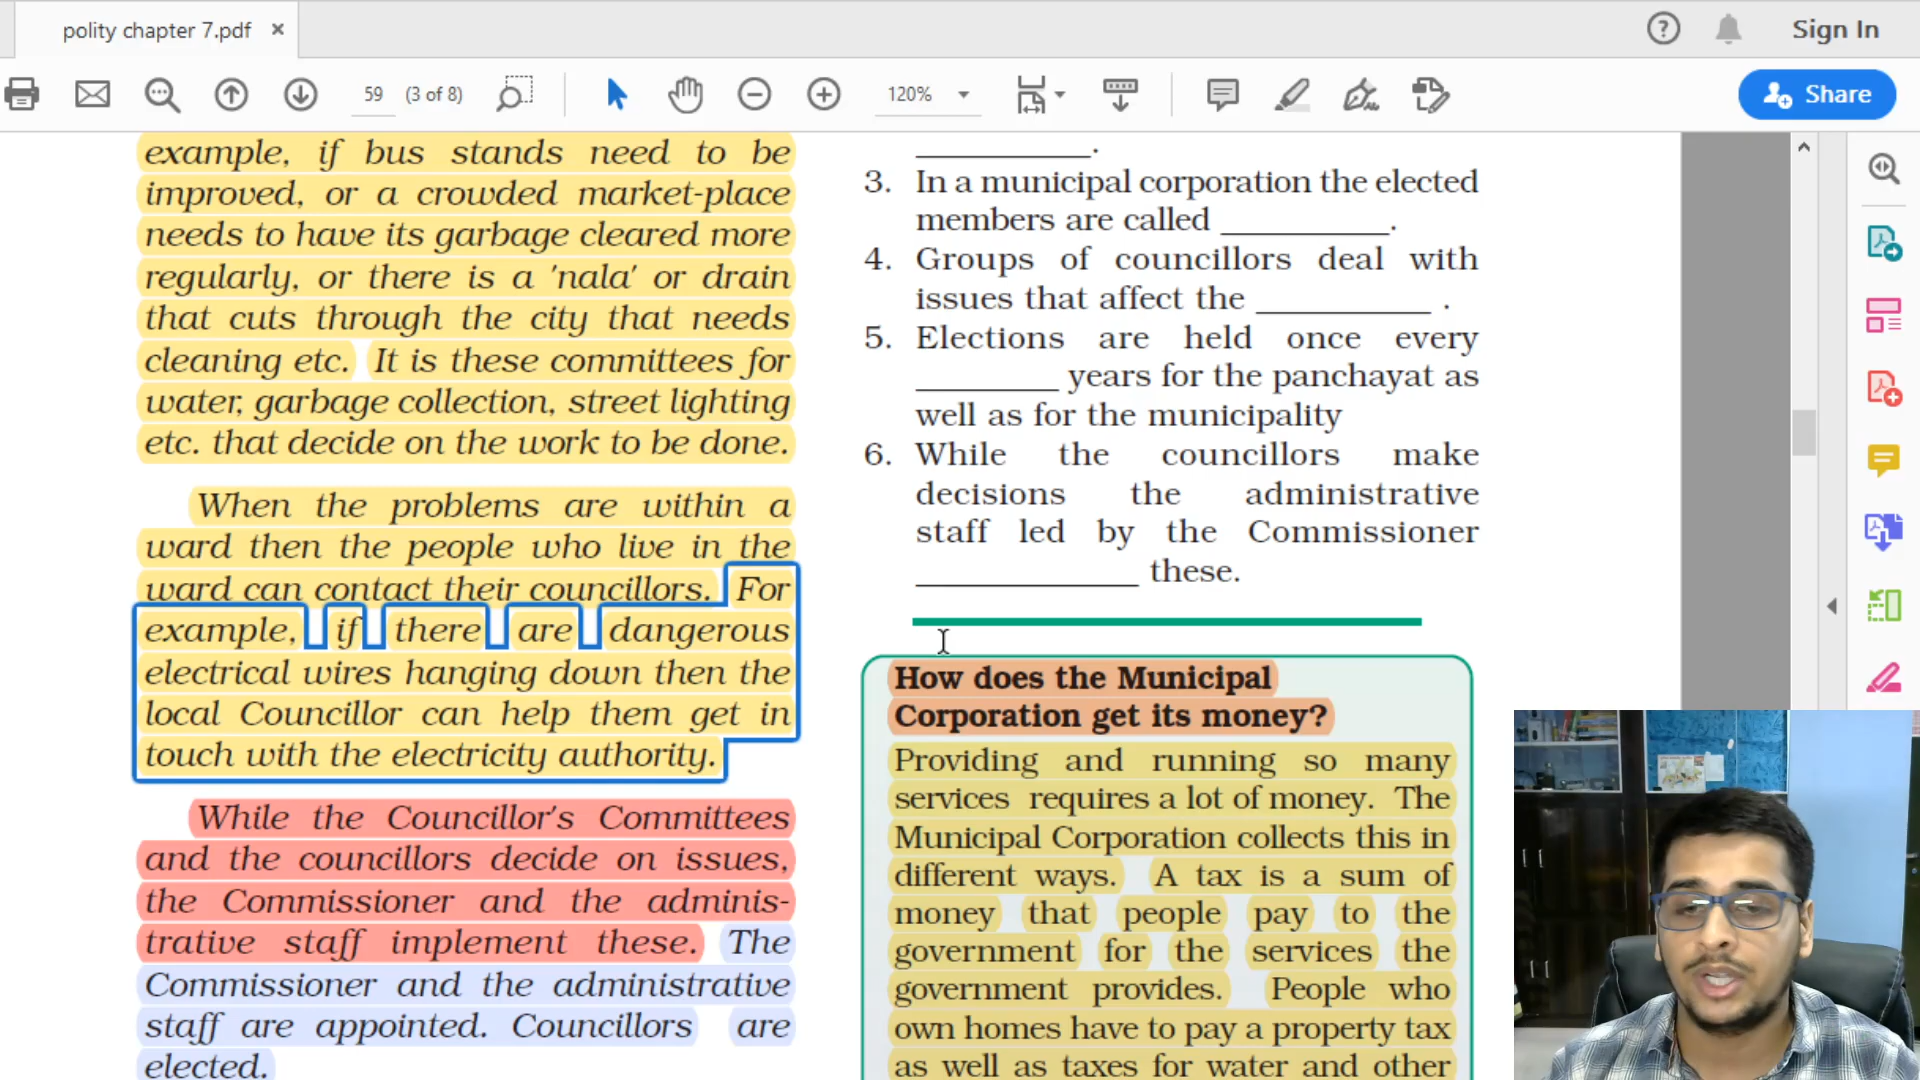 polity chapter 7.pdf ×
? Sign In
59 (3 of 8) 120% Share
example, if bus stands need to be
improved, or a crowded market-place
needs to have its garbage cleared more
regularly, or there is a 'nala' or drain
that cuts through the city that needs
cleaning etc. It is these committees for
water, garbage collection, street lighting
etc. that decide on the work to be done.
When the problems are within a
ward then the people who live in the
ward can contact their councillors. For
example, if there are dangerous
electrical wires hanging down then the
local Councillor can help them get in
touch with the electricity authority.
While the Councillor's Committees
and the councillors decide on issues,
the Commissioner and the adminis-
trative staff implement these. The
Commissioner and the administrative
staff are appointed. Councillors are
elected.
__________.
3. In a municipal corporation the elected
members are called __________.
4. Groups of councillors deal with
issues that affect the __________ .
5. Elections are held once every
________ years for the panchayat as
well as for the municipality
6. While the councillors make
decisions the administrative
staff led by the Commissioner
_____________ these.
How does the Municipal
Corporation get its money?
Providing and running so many
services requires a lot of money. The
Municipal Corporation collects this in
different ways. A tax is a sum of
money that people pay to the
government for the services the
government provides. People who
own homes have to pay a property tax
as well as taxes for water and other